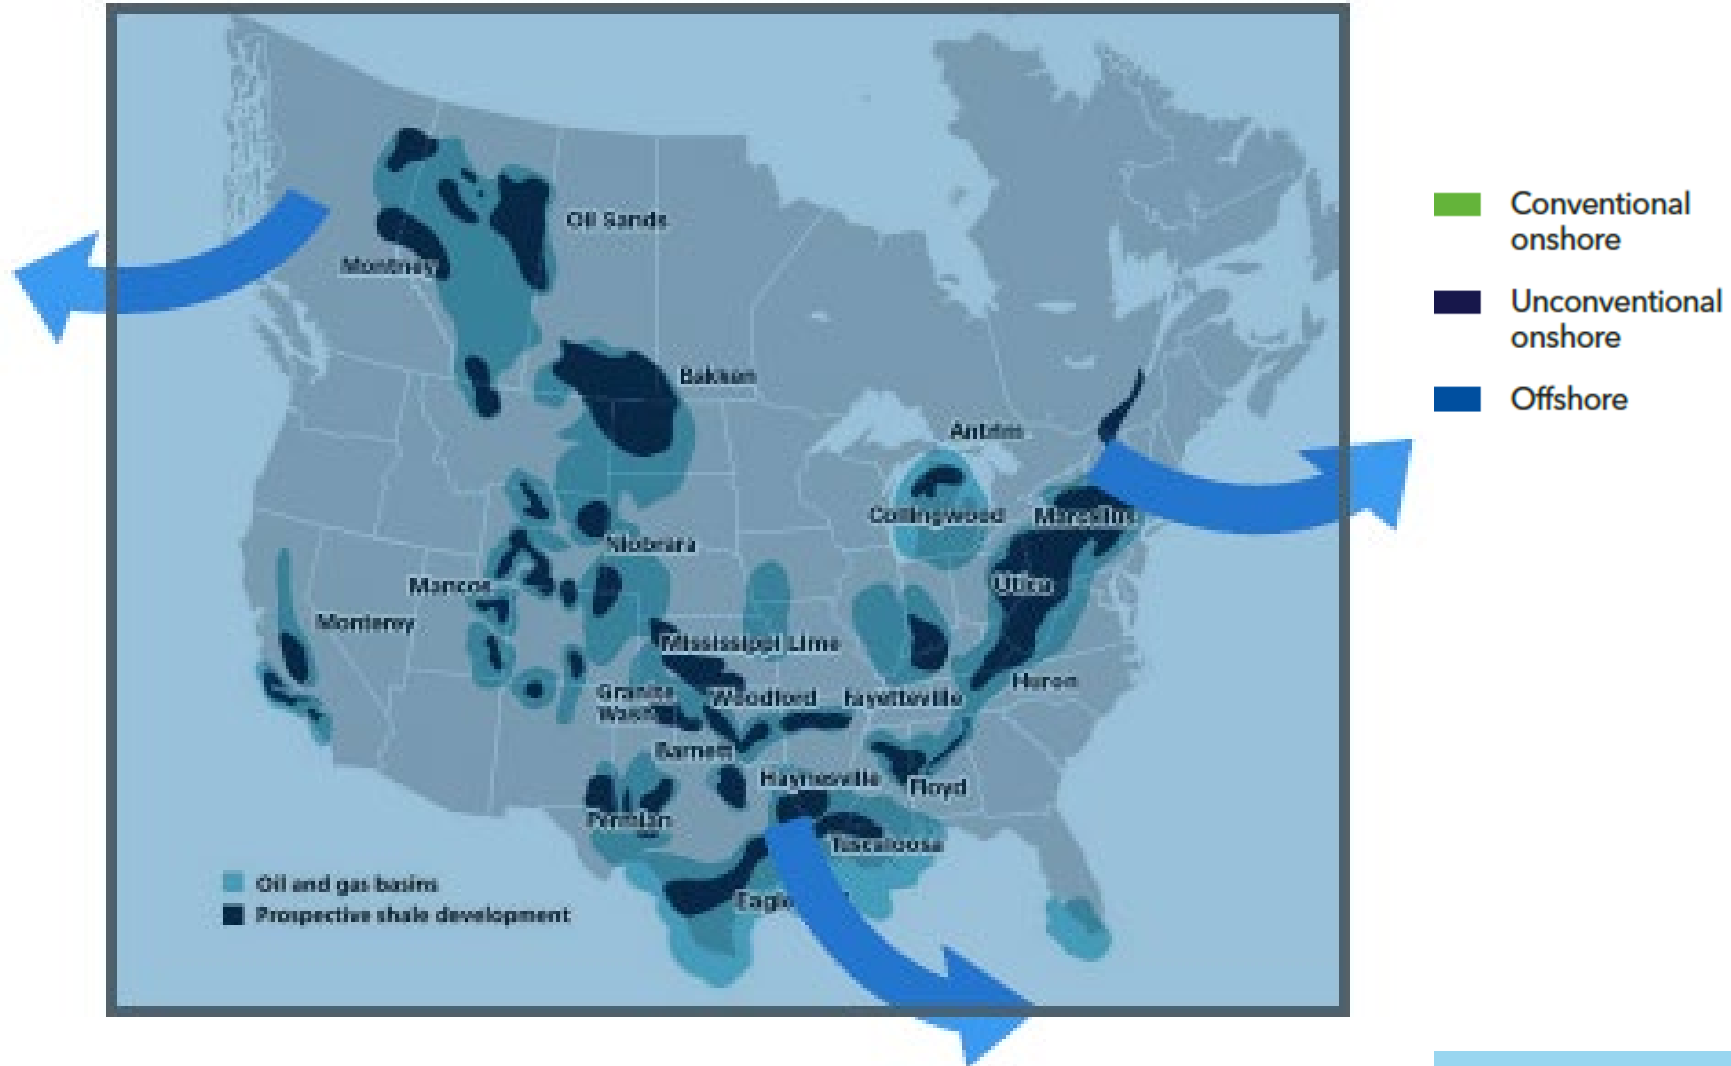 Oil Sands
Montney
Bakken
Antrim
Collingwood
Marcellus
Niobrara
Mancos
Utica
Monterey
Mississippi Lime
Huron
Granite
Wash
Woodford
Fayetteville
Barnett
Haynesville
Floyd
Permian
Tuscaloosa
Eagle
Oil and gas basins
Prospective shale development
Conventional
onshore
Unconventional
onshore
Offshore